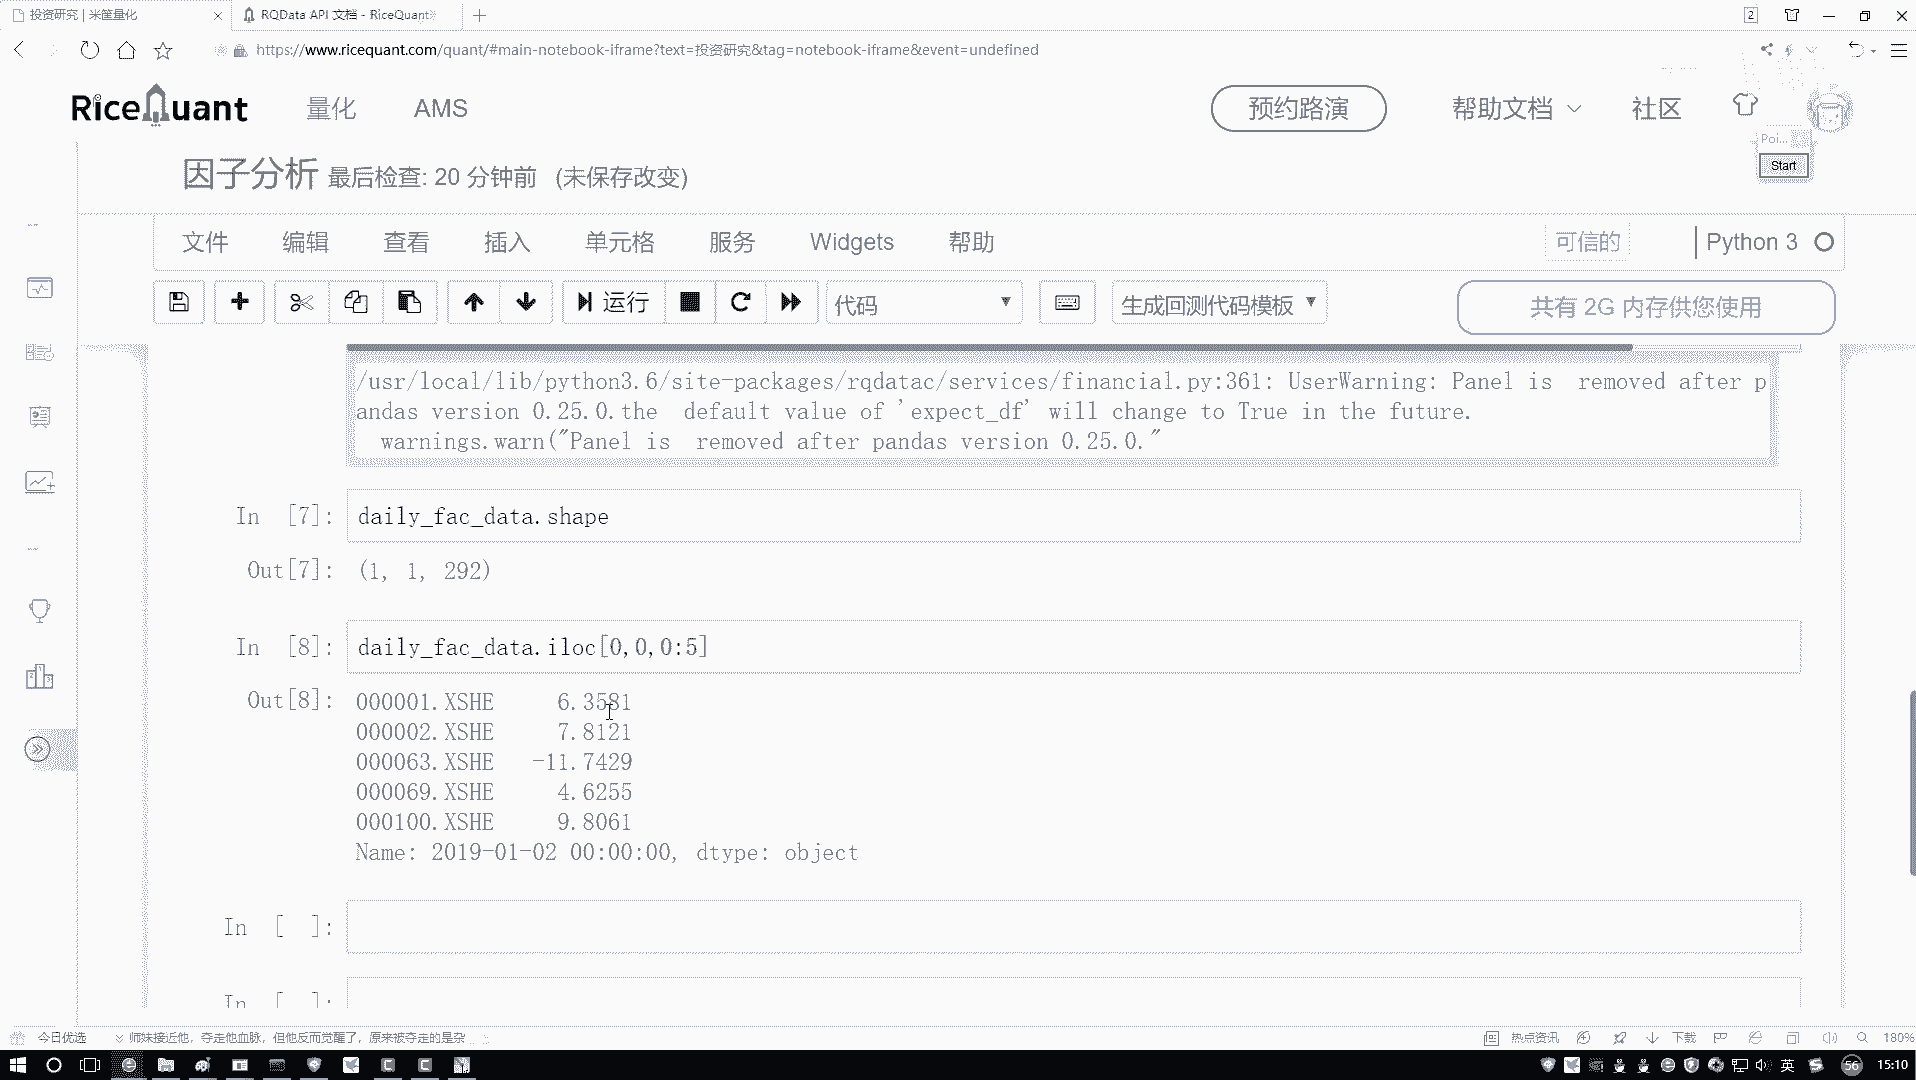 投资研究 | 米筐量化
RQData API 文档 - RiceQuant
2
https://www.ricequant.com/quant/#main-notebook-iframe?text=投资研究&tag=notebook-iframe&event=undefined
RiceQuant 量化 AMS 预约路演 帮助文档 社区
Poi...
Start
因子分析 最后检查: 20 分钟前 (未保存改变)
文件 编辑 查看 插入 单元格 服务 Widgets 帮助 可信的 Python 3
运行 代码 生成回测代码模板 共有 2G 内存供您使用
/usr/local/lib/python3.6/site-packages/rqdatac/services/financial.py:361: UserWarning: Panel is  removed after p
andas version 0.25.0.the  default value of 'expect_df' will change to True in the future.
  warnings.warn("Panel is  removed after pandas version 0.25.0."
In [7]: daily_fac_data.shape
Out[7]: (1, 1, 292)
In [8]: daily_fac_data.iloc[0,0,0:5]
Out[8]: 000001.XSHE 6.3581
000002.XSHE 7.8121
000063.XSHE -11.7429
000069.XSHE 4.6255
000100.XSHE 9.8061
Name: 2019-01-02 00:00:00, dtype: object
In [ ]:
In [ ]:
今日优选 师妹接近他，夺走他血脉，但他反而觉醒了，原来被夺走的是杂 热点资讯 下载 180%
英 56 15:10